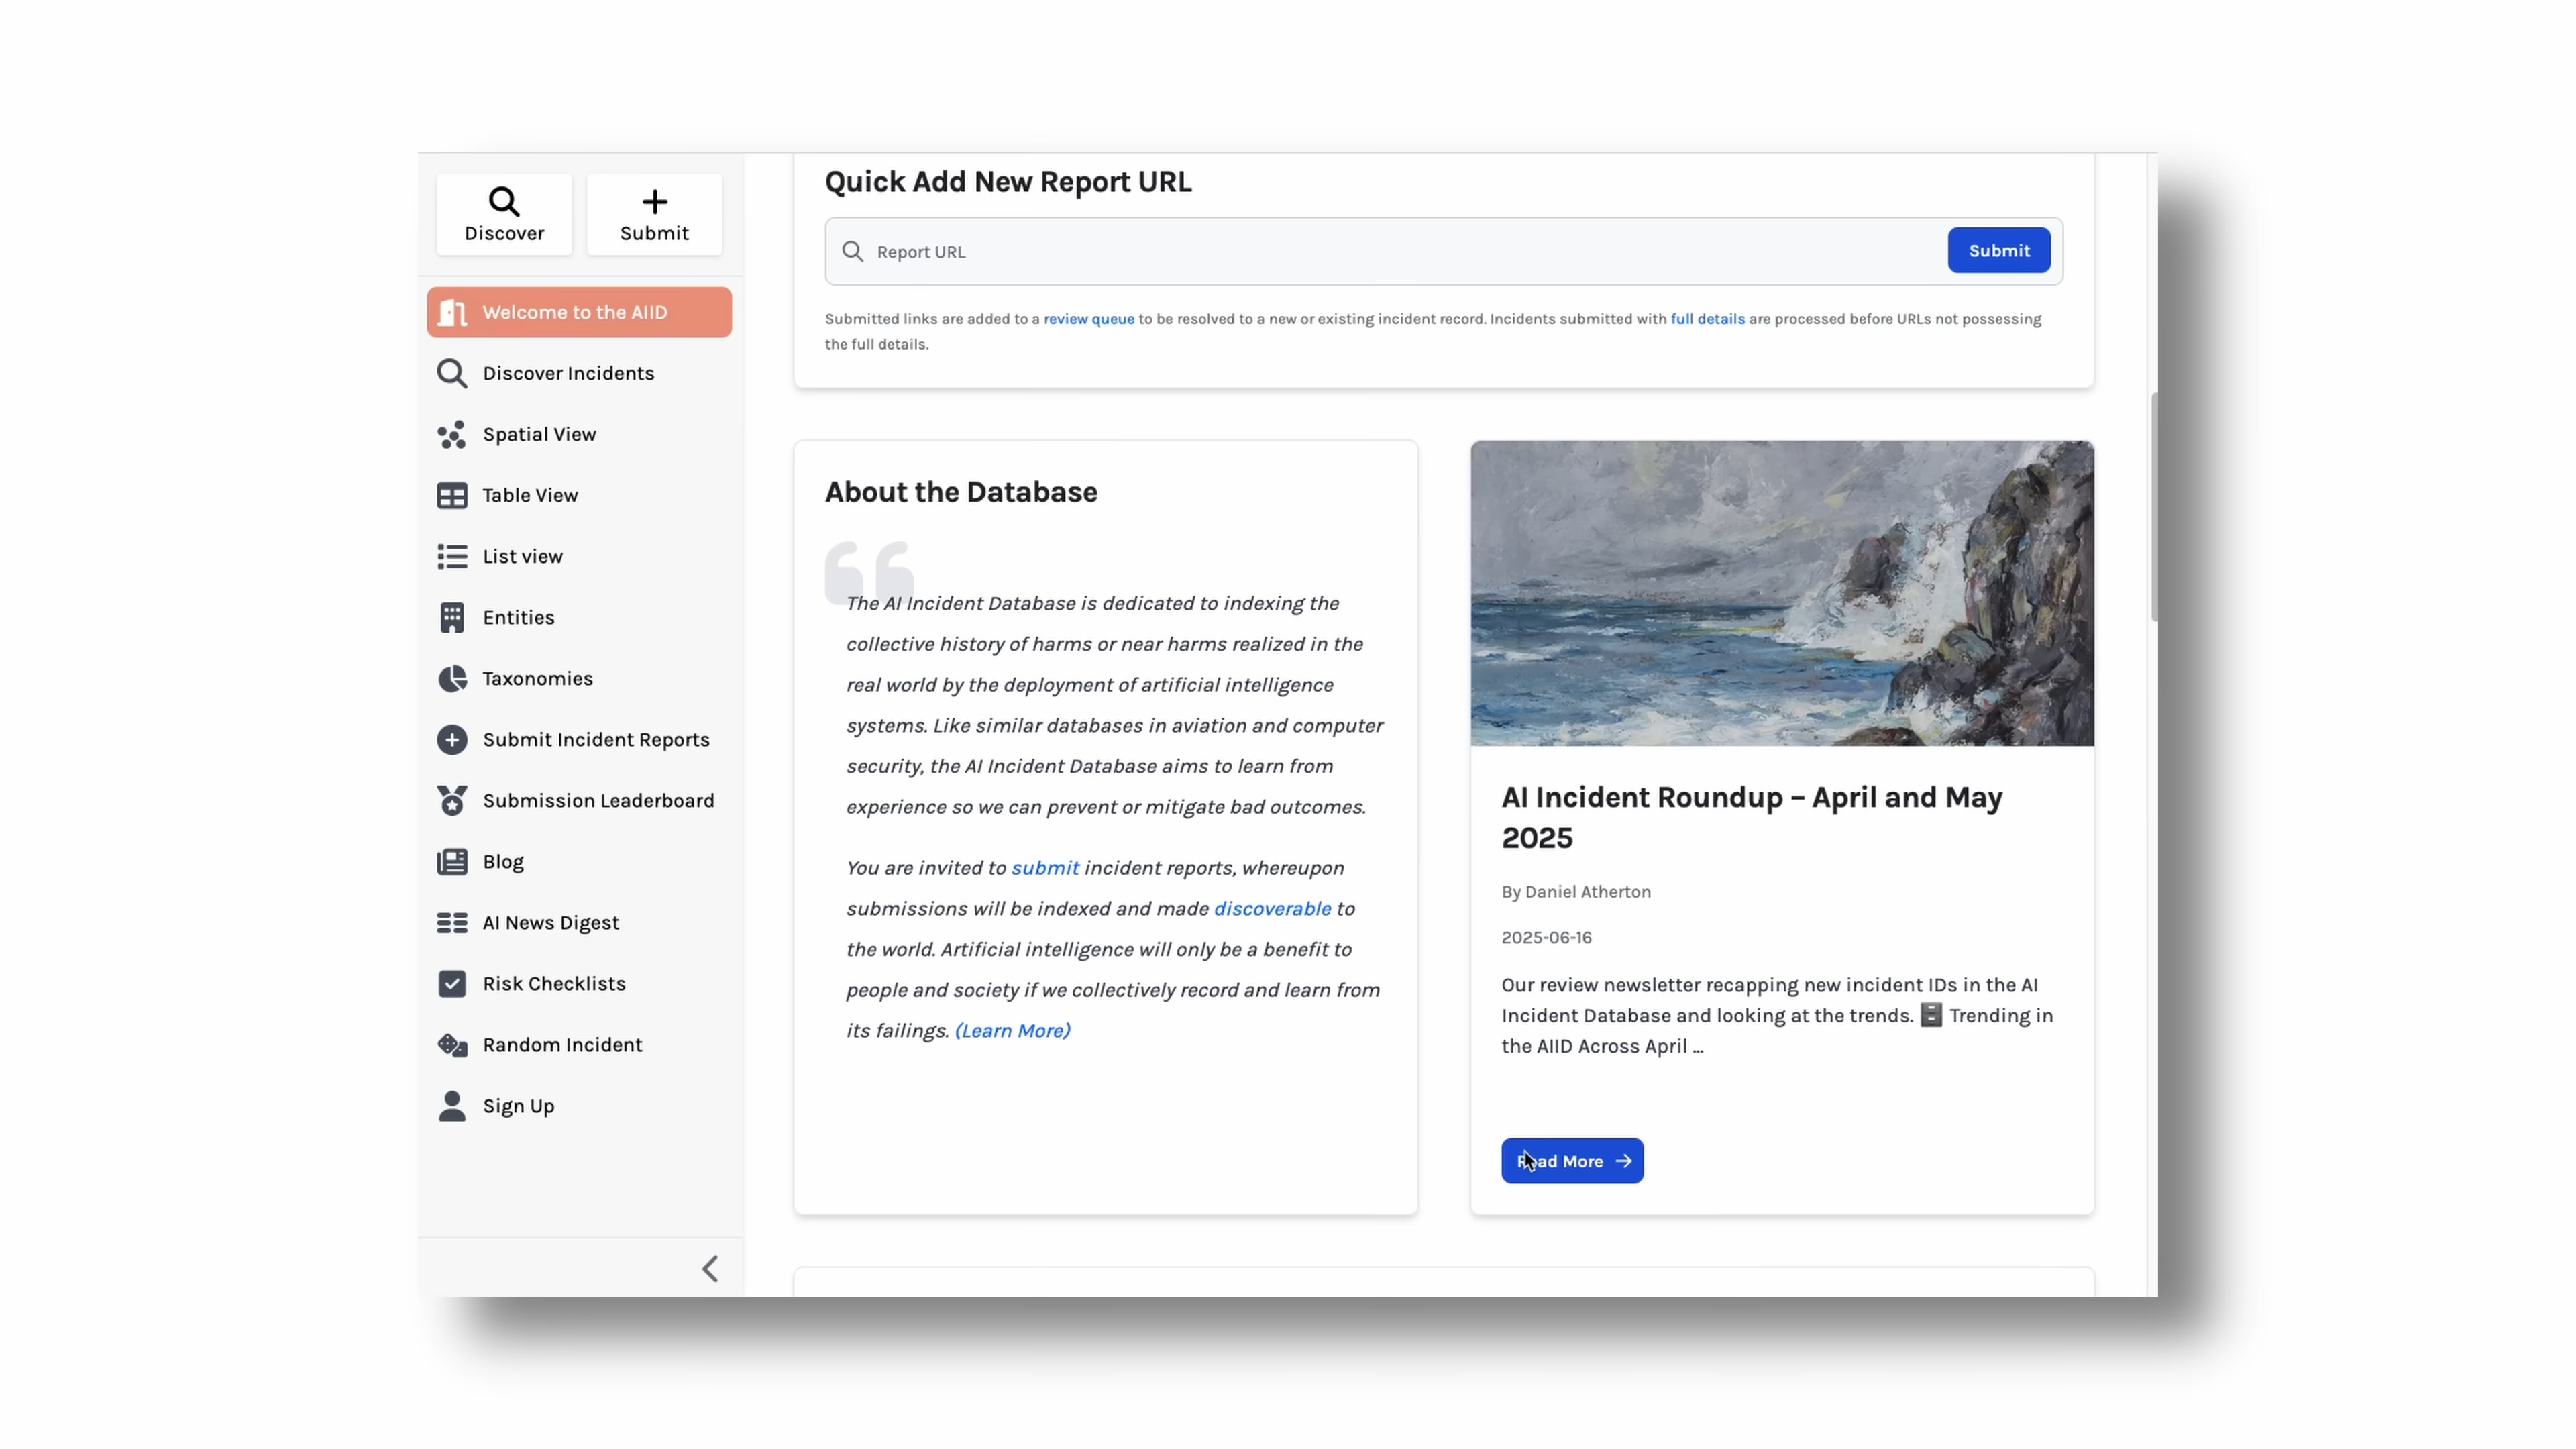 Discover
Submit
Welcome to the AIID
Discover Incidents
Spatial View
Table View
List view
Entities
Taxonomies
Submit Incident Reports
Submission Leaderboard
Blog
AI News Digest
Risk Checklists
Random Incident
Sign Up
Quick Add New Report URL
Report URL
Submit
Submitted links are added to a review queue to be resolved to a new or existing incident record. Incidents submitted with full details are processed before URLs not possessing
the full details.
About the Database
The AI Incident Database is dedicated to indexing the
collective history of harms or near harms realized in the
real world by the deployment of artificial intelligence
systems. Like similar databases in aviation and computer
security, the AI Incident Database aims to learn from
experience so we can prevent or mitigate bad outcomes.
You are invited to submit incident reports, whereupon
submissions will be indexed and made discoverable to
the world. Artificial intelligence will only be a benefit to
people and society if we collectively record and learn from
its failings. (Learn More)
AI Incident Roundup – April and May
2025
By Daniel Atherton
2025-06-16
Our review newsletter recapping new incident IDs in the AI
Incident Database and looking at the trends. 🗄 Trending in
the AIID Across April ...
Read More